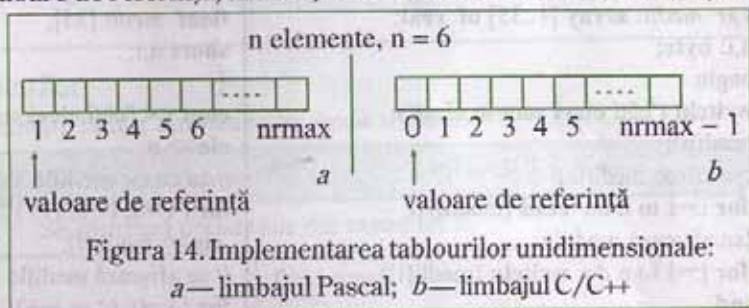 n elemente, n = 6
....
1 2 3 4 5 6 nrmax
a
valoare de referință
....
0 1 2 3 4 5 nrmax – 1
b
valoare de referință
Figura 14. Implementarea tablourilor unidimensionale:
a — limbajul Pascal; b — limbajul C/C++